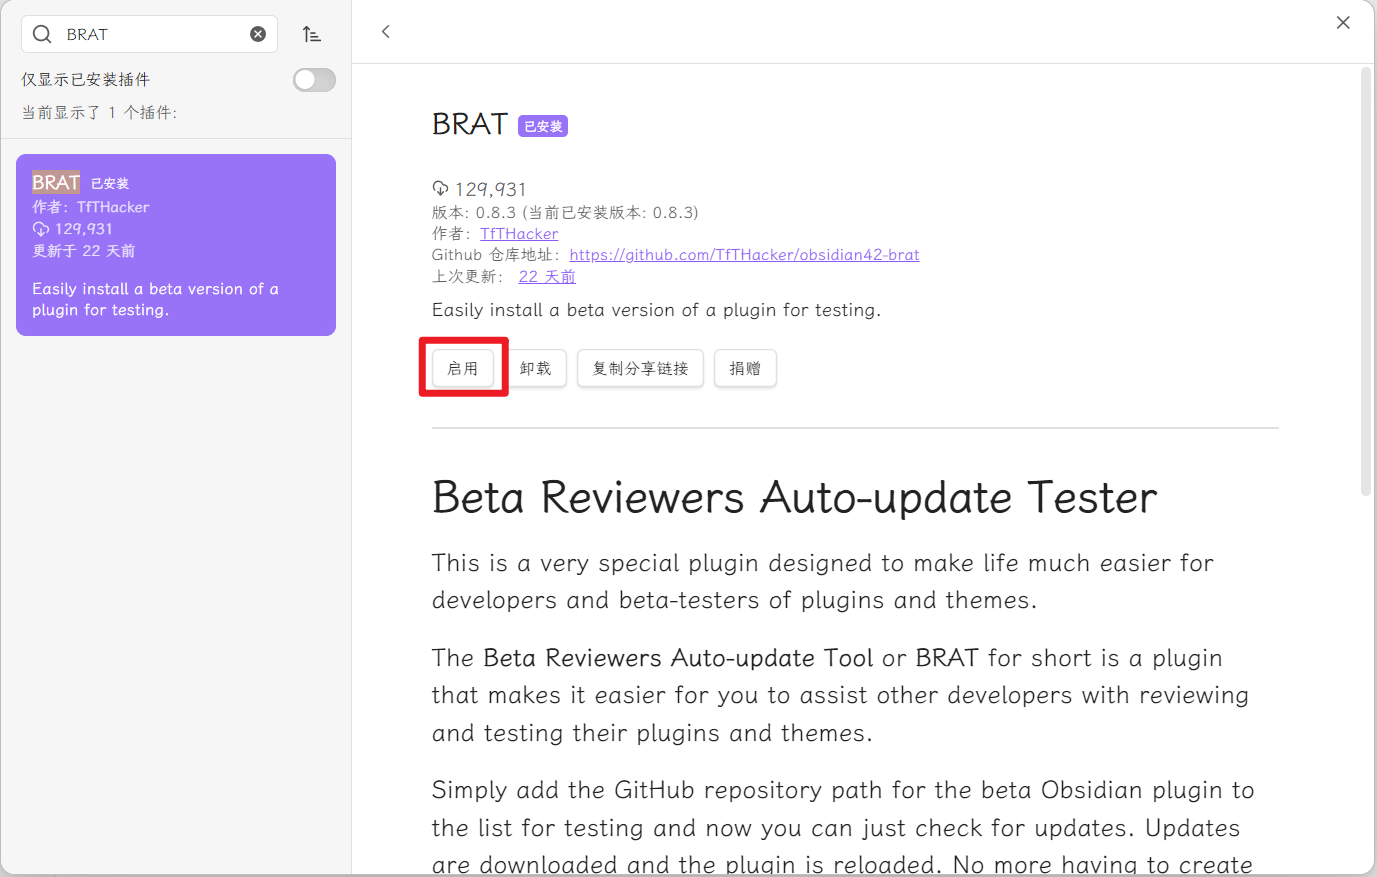 BRAT
仅显示已安装插件
当前显示了 1 个插件:
BRAT 已安装
作者: TfTHacker
129,931
更新于 22 天前
Easily install a beta version of a
plugin for testing.
BRAT 已安装
129,931
版本: 0.8.3 (当前已安装版本: 0.8.3)
作者: TfTHacker
Github 仓库地址: https://github.com/TfTHacker/obsidian42-brat
上次更新: 22 天前
Easily install a beta version of a plugin for testing.
启用 卸载 复制分享链接 捐赠
Beta Reviewers Auto-update Tester
This is a very special plugin designed to make life much easier for
developers and beta-testers of plugins and themes.
The Beta Reviewers Auto-update Tool or BRAT for short is a plugin
that makes it easier for you to assist other developers with reviewing
and testing their plugins and themes.
Simply add the GitHub repository path for the beta Obsidian plugin to
the list for testing and now you can just check for updates. Updates
are downloaded and the plugin is reloaded. No more having to create